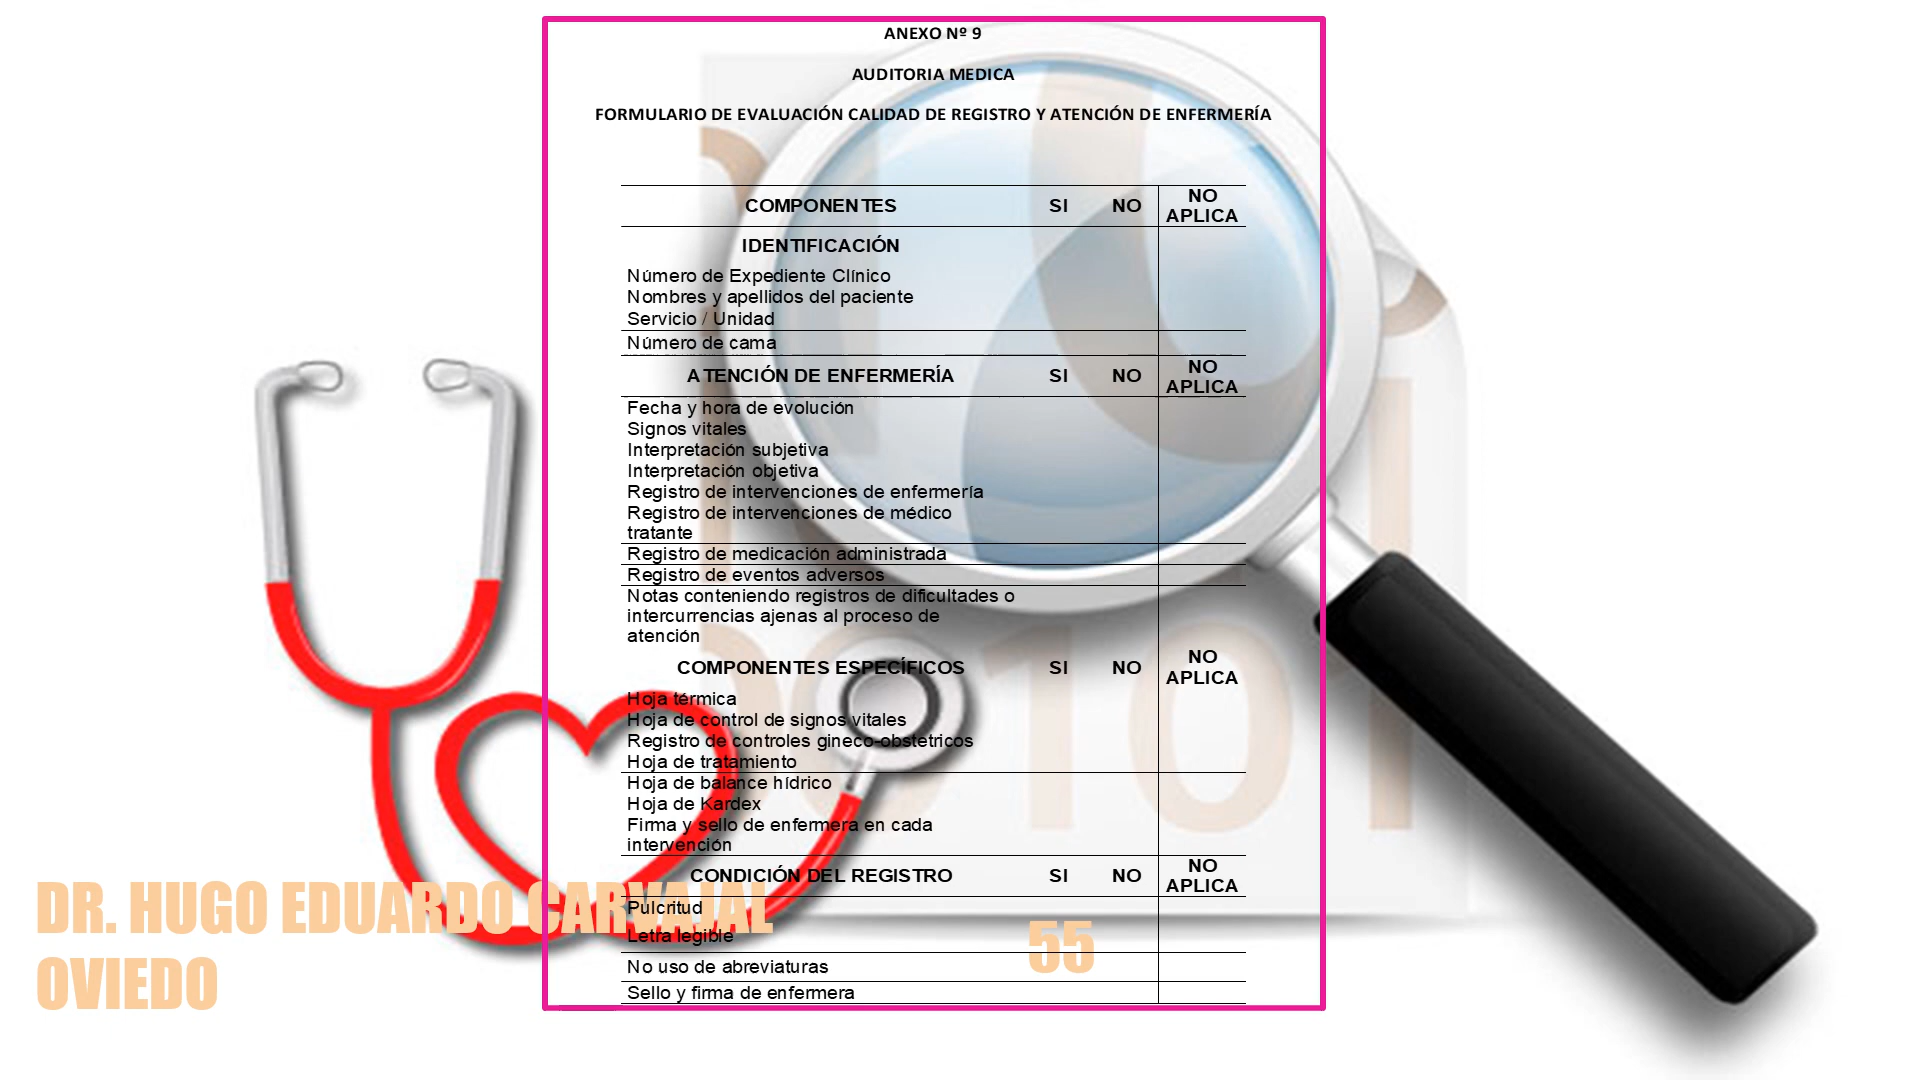 ANEXO Nº 9
AUDITORIA MEDICA
FORMULARIO DE EVALUACIÓN CALIDAD DE REGISTRO Y ATENCIÓN DE ENFERMERÍA
COMPONENTES SI NO NO APLICA
IDENTIFICACIÓN
Número de Expediente Clínico
Nombres y apellidos del paciente
Servicio / Unidad
Número de cama
ATENCIÓN DE ENFERMERÍA SI NO NO APLICA
Fecha y hora de evolución
Signos vitales
Interpretación subjetiva
Interpretación objetiva
Registro de intervenciones de enfermería
Registro de intervenciones de médico
tratante
Registro de medicación administrada
Registro de eventos adversos
Notas conteniendo registros de dificultades o
intercurrencias ajenas al proceso de
atención
COMPONENTES ESPECÍFICOS SI NO NO APLICA
Hoja térmica
Hoja de control de signos vitales
Registro de controles gineco-obstetricos
Hoja de tratamiento
Hoja de balance hídrico
Hoja de Kardex
Firma y sello de enfermera en cada
intervención
CONDICIÓN DEL REGISTRO SI NO NO APLICA
Pulcritud
Letra legible
No uso de abreviaturas
Sello y firma de enfermera
DR. HUGO EDUARDO CARVAJAL
OVIEDO
55